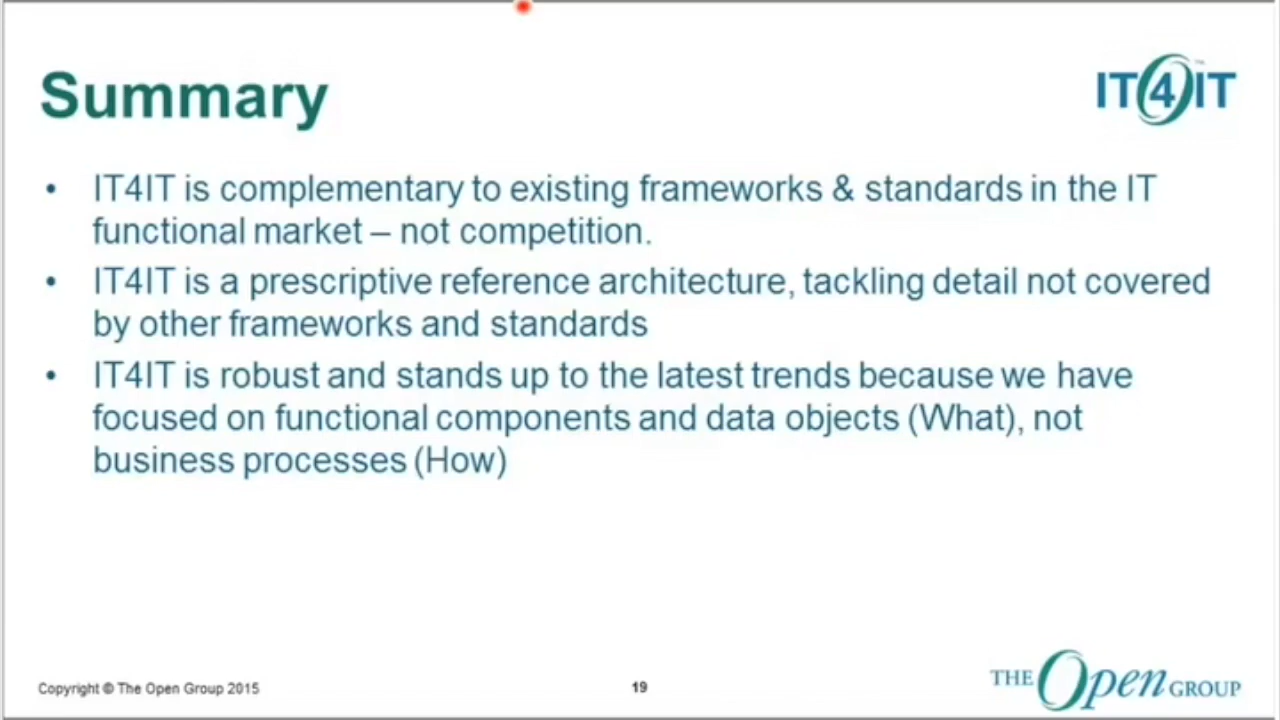 Summary
IT4IT™
• IT4IT is complementary to existing frameworks & standards in the IT
functional market – not competition.
• IT4IT is a prescriptive reference architecture, tackling detail not covered
by other frameworks and standards
• IT4IT is robust and stands up to the latest trends because we have
focused on functional components and data objects (What), not
business processes (How)
Copyright © The Open Group 2015
19
THE Open GROUP